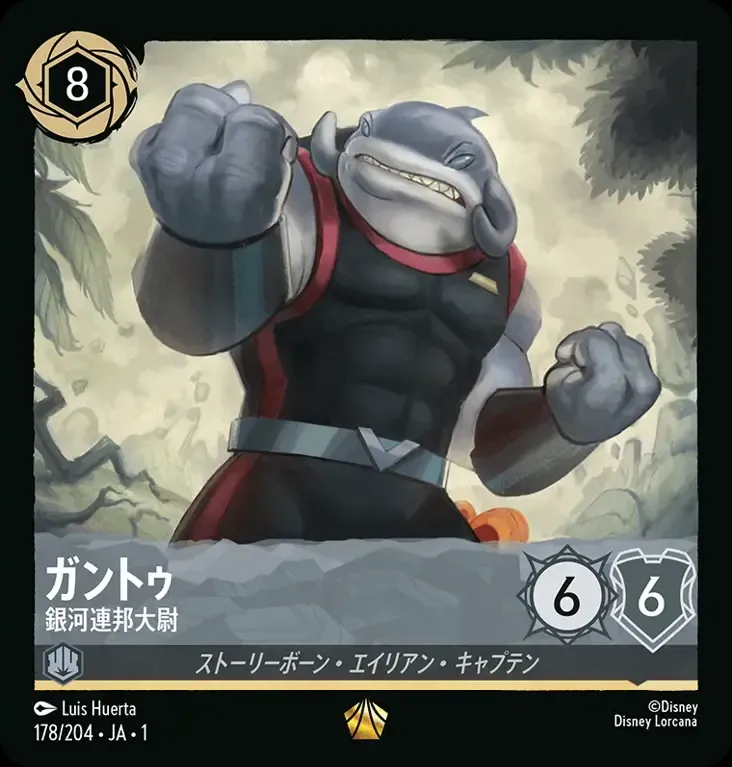 8
ガントゥ
銀河連邦大尉
6
6
ストーリーボーン・エイリアン・キャプテン
Luis Huerta
178/204・JA・1
©Disney
Disney Lorcana